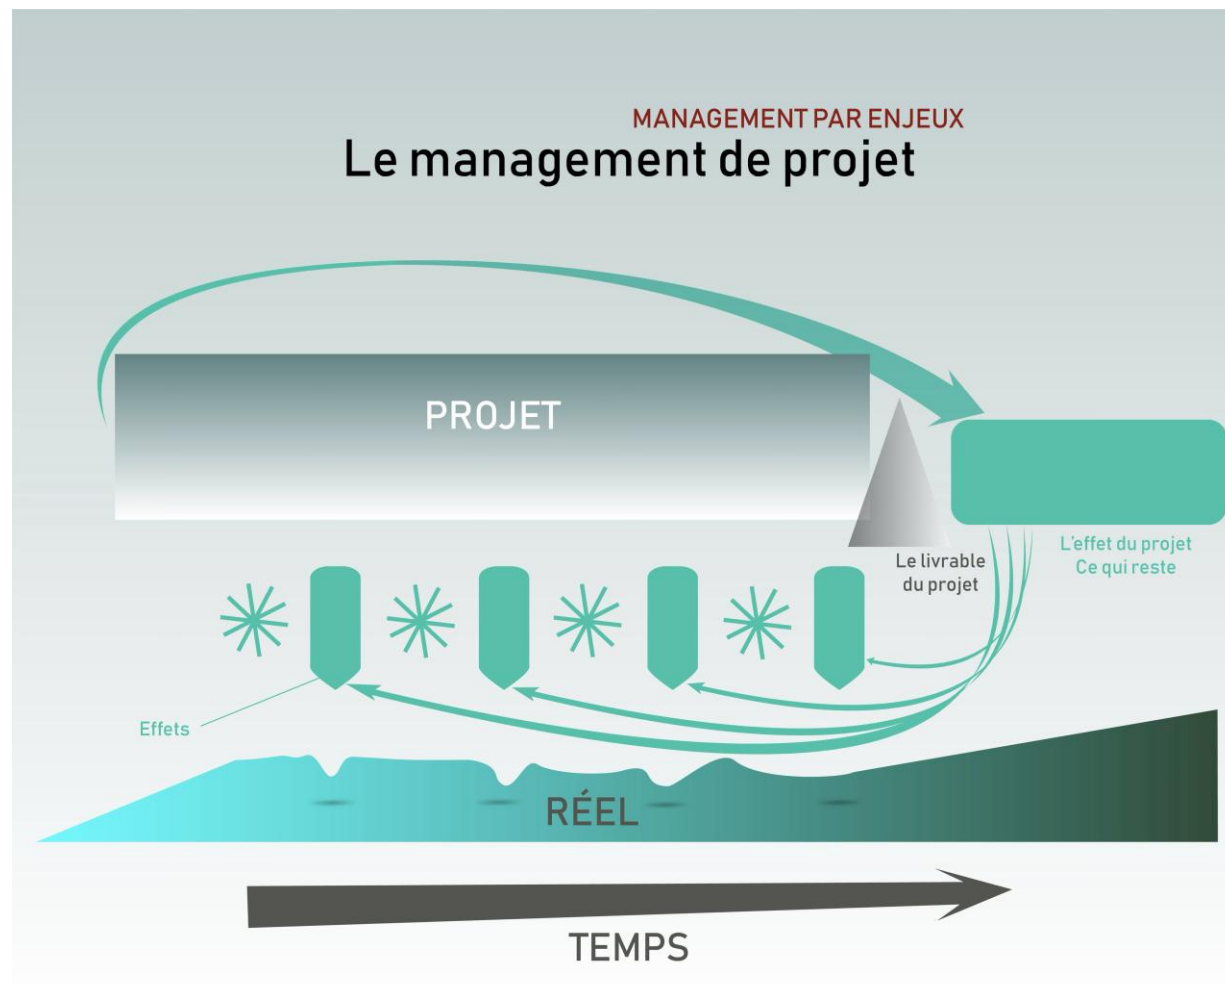 MANAGEMENT PAR ENJEUX
Le management de projet
PROJET
L'effet du projet
Ce qui reste
Le livrable
du projet
Effets
RÉEL
TEMPS